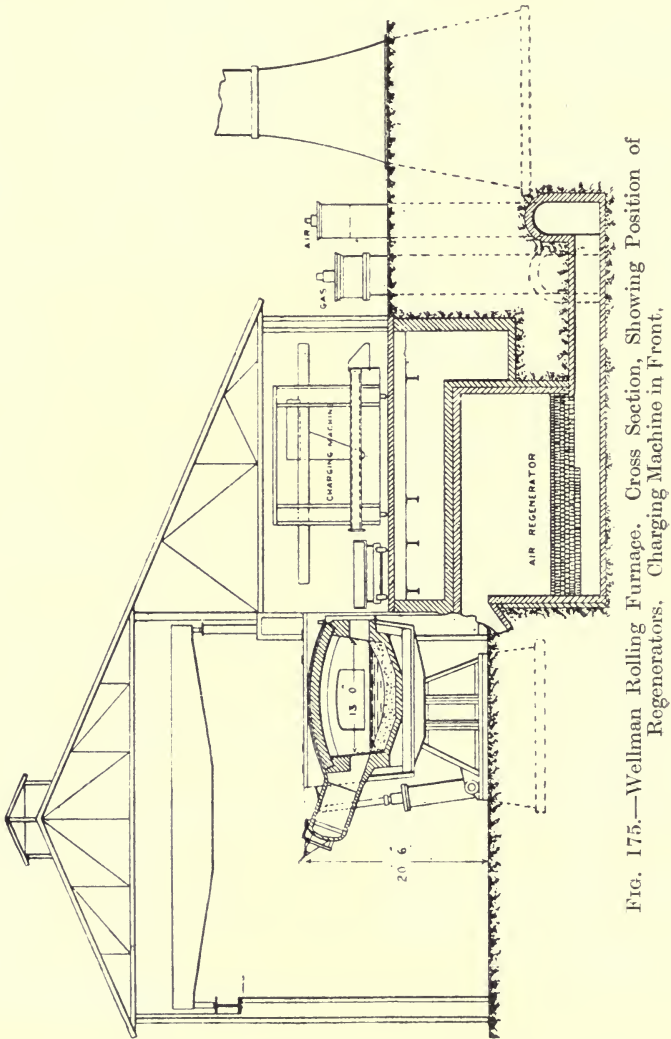 AIR
GAS
CHARGING MACHINE
AIR REGENERATOR
13 0
20 6
FIG. 175.—Wellman Rolling Furnace. Cross Section, Showing Position of
Regenerators. Charging Machine in Front.